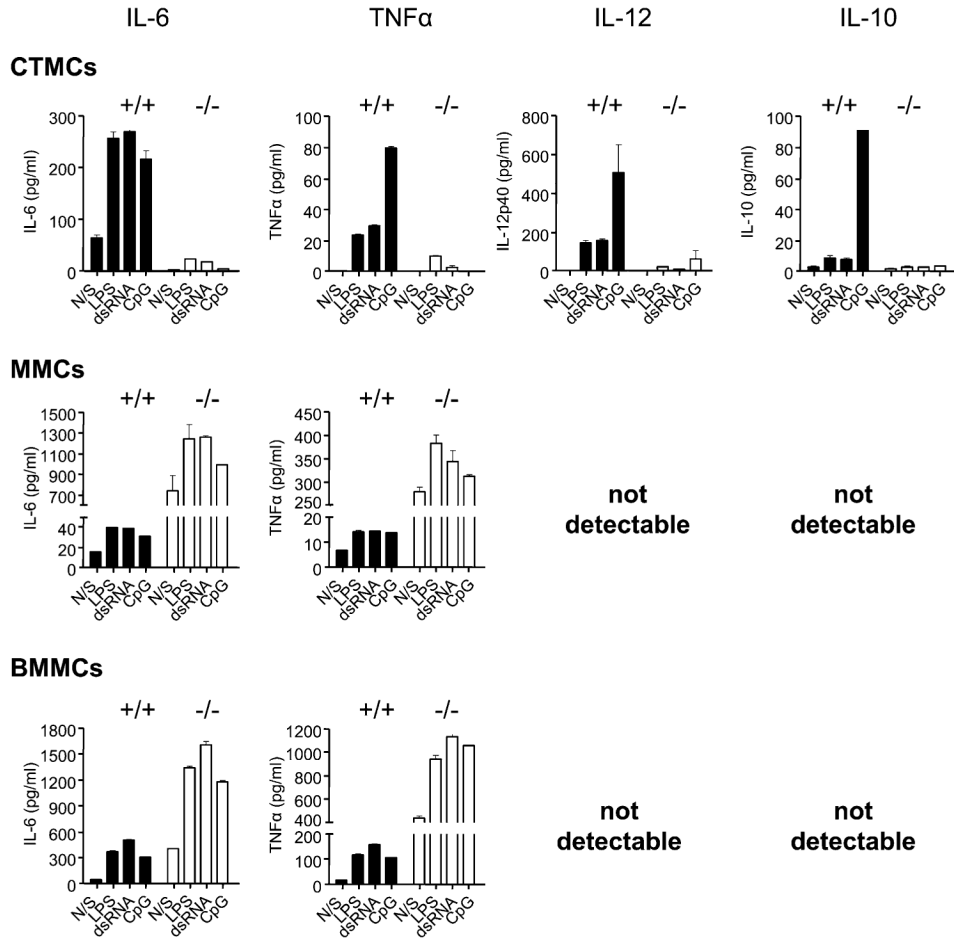 IL-6 TNFα IL-12 IL-10
CTMCs
+/+ -/- +/+ -/- +/+ -/- +/+ -/-
IL-6 (pg/ml)
300
200
100
0
N/S LPS dsRNA CpG N/S LPS dsRNA CpG
TNFα (pg/ml)
100
80
60
40
20
0
N/S LPS dsRNA CpG N/S LPS dsRNA CpG
IL-12p40 (pg/ml)
800
600
400
200
0
N/S LPS dsRNA CpG N/S LPS dsRNA CpG
IL-10 (pg/ml)
100
80
60
40
20
0
N/S LPS dsRNA CpG N/S LPS dsRNA CpG
MMCs
+/+ -/- +/+ -/-
IL-6 (pg/ml)
1500
1300
1100
900
700
40
20
0
N/S LPS dsRNA CpG N/S LPS dsRNA CpG
TNFα (pg/ml)
450
400
350
300
250
20
10
0
N/S LPS dsRNA CpG N/S LPS dsRNA CpG
not
detectable
not
detectable
BMMCs
+/+ -/- +/+ -/-
IL-6 (pg/ml)
1800
1500
1200
900
600
300
0
N/S LPS dsRNA CpG N/S LPS dsRNA CpG
TNFα (pg/ml)
1200
1000
800
600
400
200
100
0
N/S LPS dsRNA CpG N/S LPS dsRNA CpG
not
detectable
not
detectable